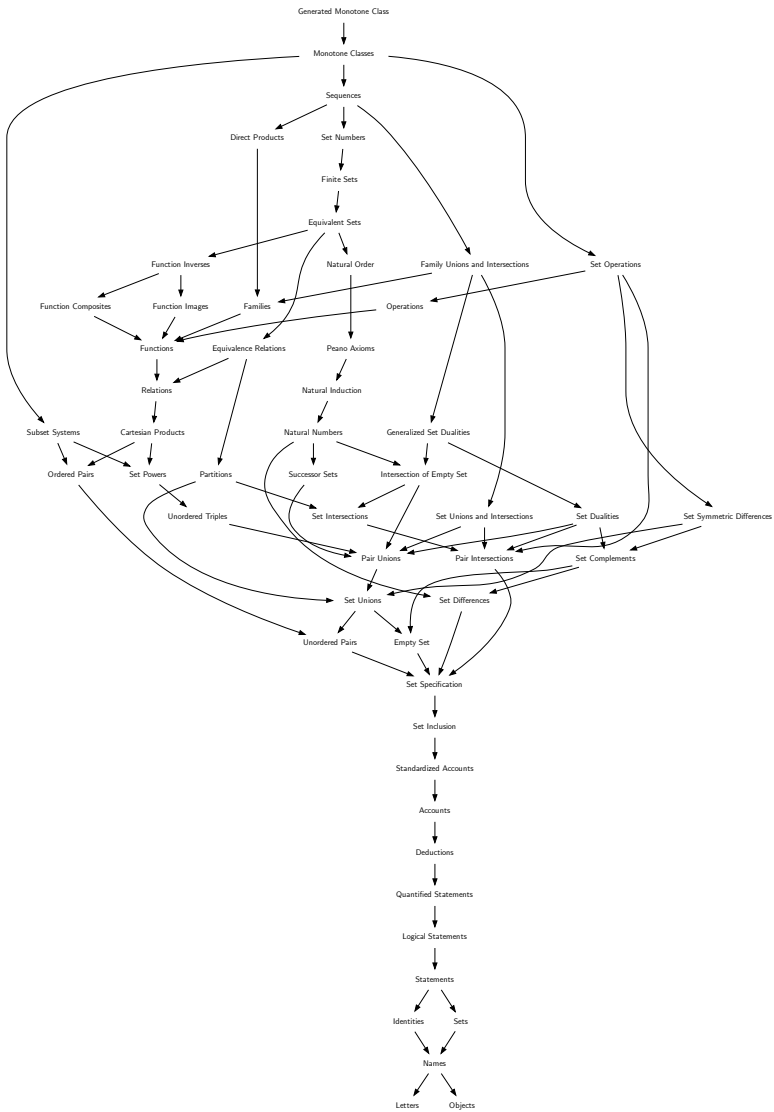 Generated Monotone Class
Monotone Classes
Sequences
Direct Products
Set Numbers
Finite Sets
Equivalent Sets
Function Inverses
Natural Order
Family Unions and Intersections
Set Operations
Function Composites
Function Images
Families
Operations
Functions
Equivalence Relations
Peano Axioms
Relations
Natural Induction
Subset Systems
Cartesian Products
Natural Numbers
Generalized Set Dualities
Ordered Pairs
Set Powers
Partitions
Successor Sets
Intersection of Empty Set
Unordered Triples
Set Intersections
Set Unions and Intersections
Set Dualities
Set Symmetric Differences
Pair Unions
Pair Intersections
Set Complements
Set Unions
Set Differences
Unordered Pairs
Empty Set
Set Specification
Set Inclusion
Standardized Accounts
Accounts
Deductions
Quantified Statements
Logical Statements
Statements
Identities
Sets
Names
Letters
Objects